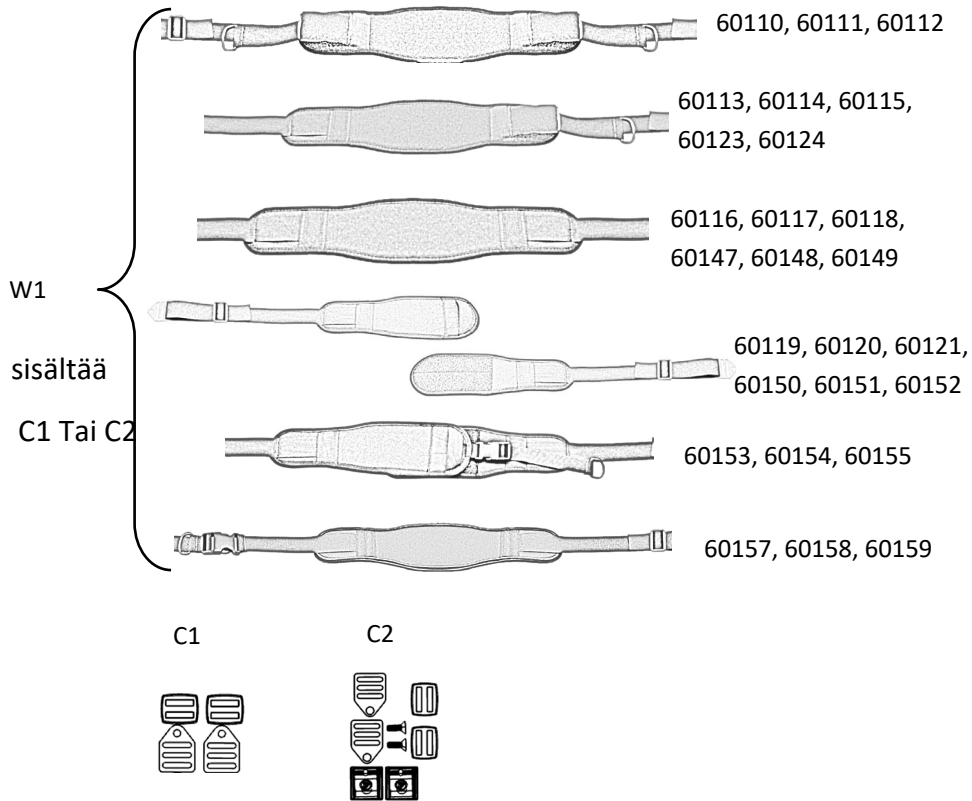 60110, 60111, 60112
60113, 60114, 60115,
60123, 60124
60116, 60117, 60118,
60147, 60148, 60149
W1
sisältää
C1 Tai C2
60119, 60120, 60121,
60150, 60151, 60152
60153, 60154, 60155
60157, 60158, 60159
C1
C2